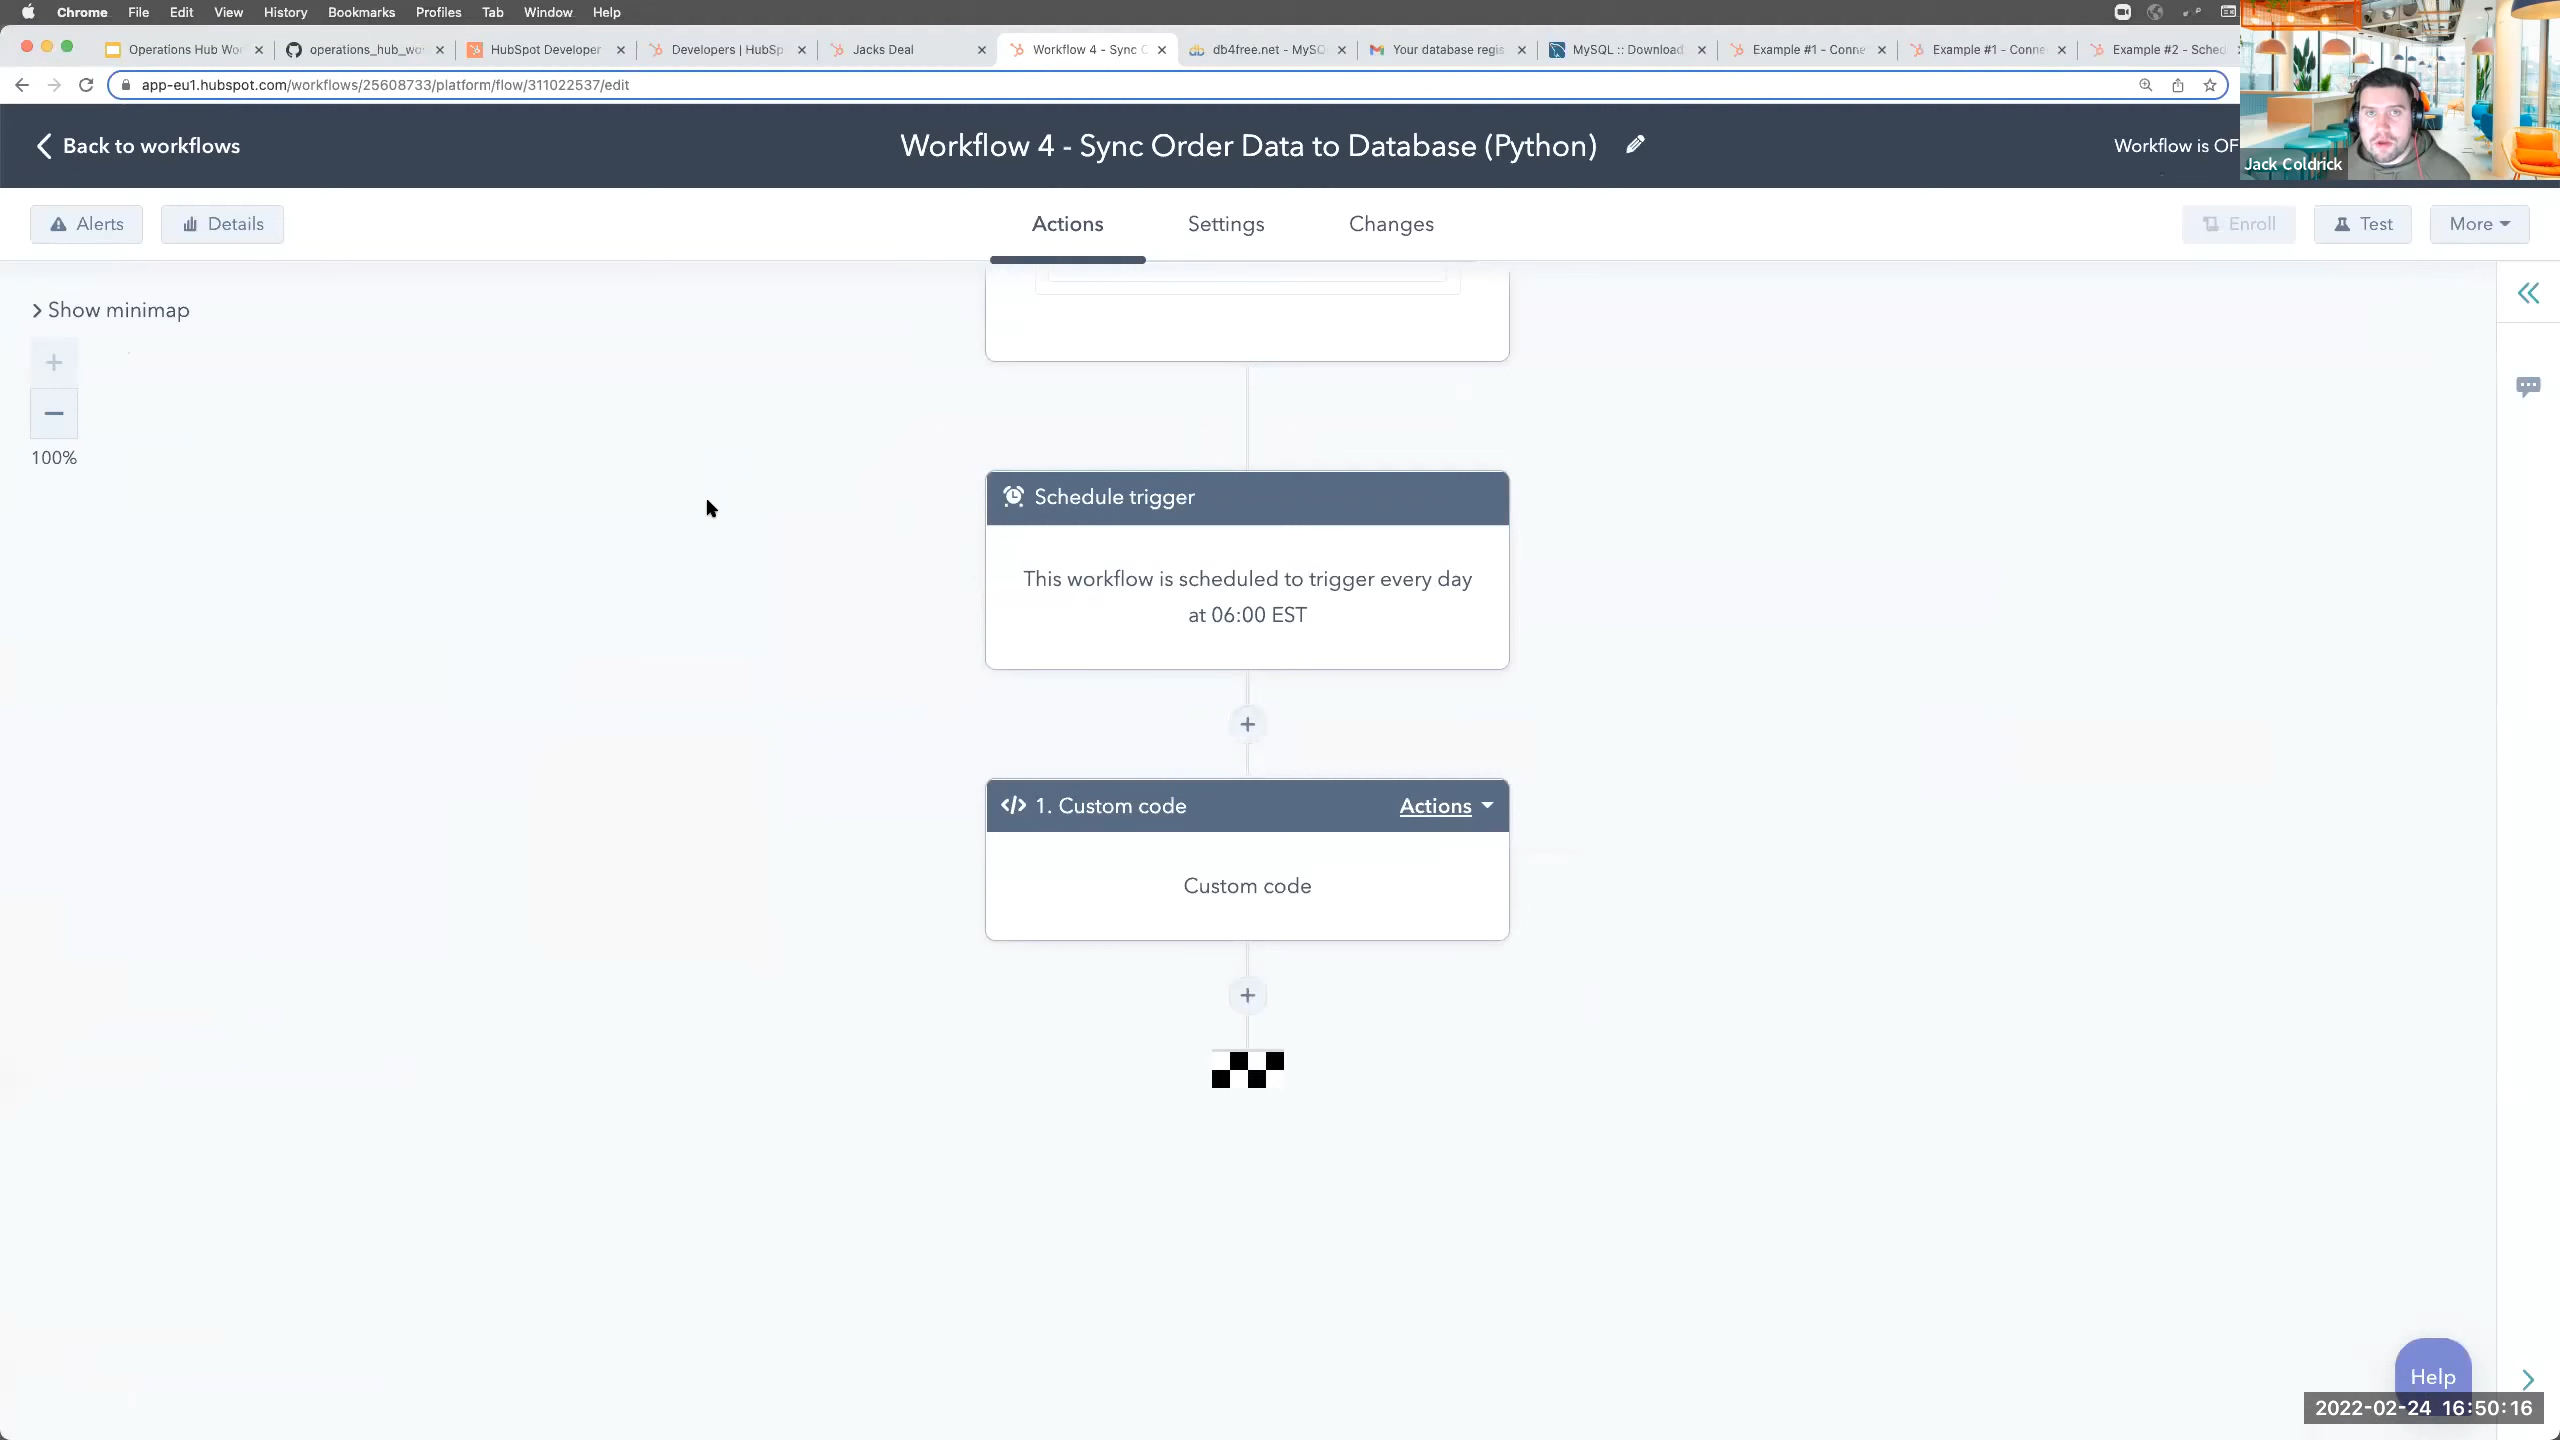 Chrome File Edit View History Bookmarks Profiles Tab Window Help
Operations Hub Wo
operations_hub_wo
HubSpot Developer
Developers | HubSp
Jacks Deal
Workflow 4 - Sync C
db4free.net - MySQ
Your database regis
MySQL :: Download
Example #1 - Conne
Example #1 - Conne
Example #2 - Sched
app-eu1.hubspot.com/workflows/25608733/platform/flow/311022537/edit
Back to workflows
Workflow 4 - Sync Order Data to Database (Python)
Workflow is OF
Jack Coldrick
Alerts
Details
Actions
Settings
Changes
Enroll
Test
More
Show minimap
+
−
100%
Schedule trigger
This workflow is scheduled to trigger every day
at 06:00 EST
+
</> 1. Custom code
Actions
Custom code
+
Help
2022-02-24 16:50:16